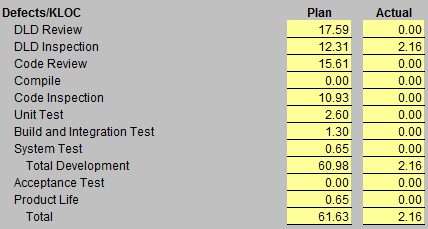 Defects/KLOC Plan Actual
DLD Review 17.59 0.00
DLD Inspection 12.31 2.16
Code Review 15.61 0.00
Compile 0.00 0.00
Code Inspection 10.93 0.00
Unit Test 2.60 0.00
Build and Integration Test 1.30 0.00
System Test 0.65 0.00
Total Development 60.98 2.16
Acceptance Test 0.00 0.00
Product Life 0.65 0.00
Total 61.63 2.16